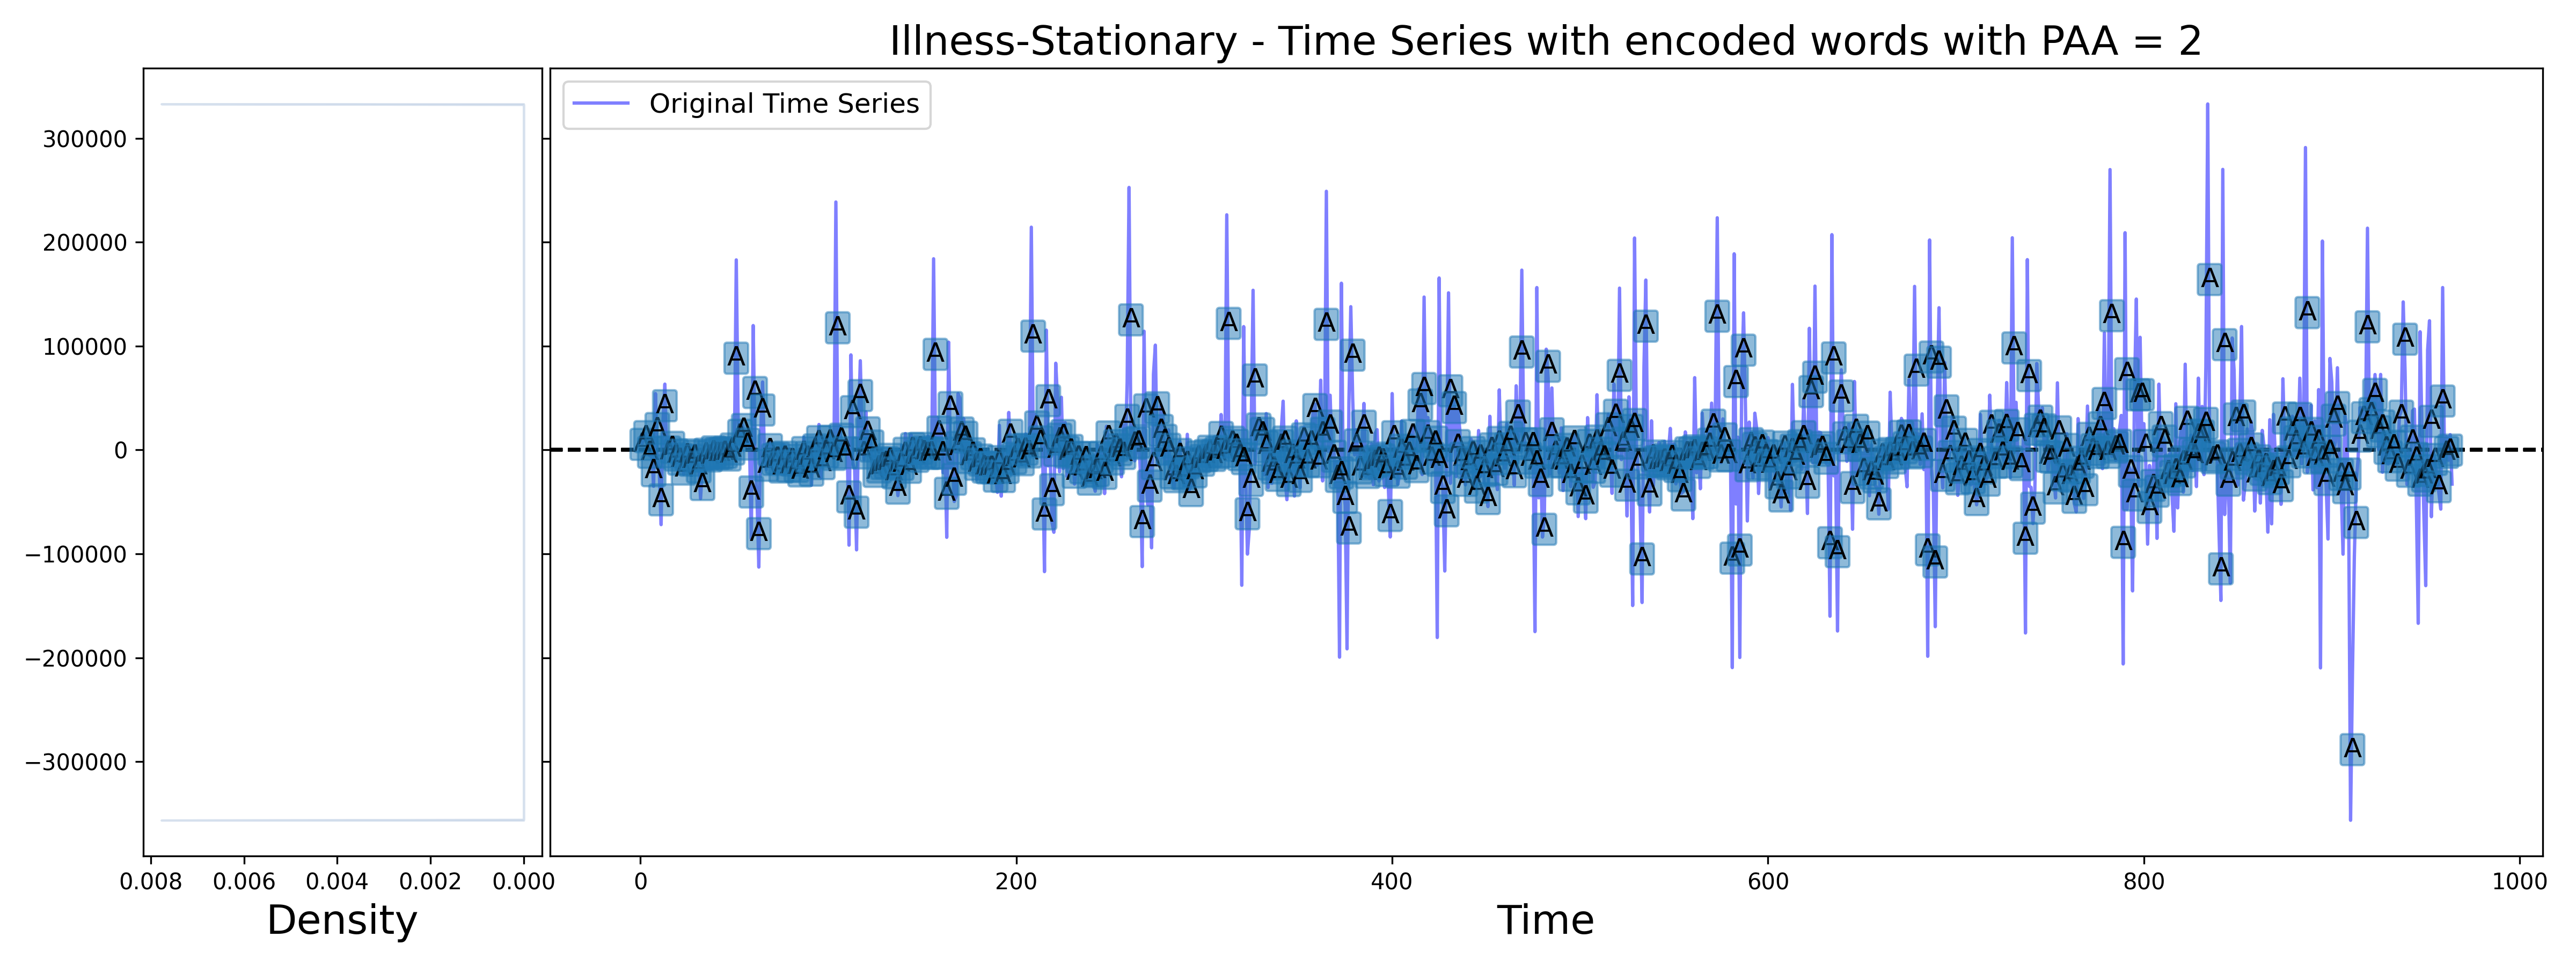 Illness-Stationary - Time Series with encoded words with PAA = 2
Original Time Series
300000
200000
100000
0
−100000
−200000
−300000
0.008 0.006 0.004 0.002 0.000
0 200 400 600 800 1000
Density
Time
A